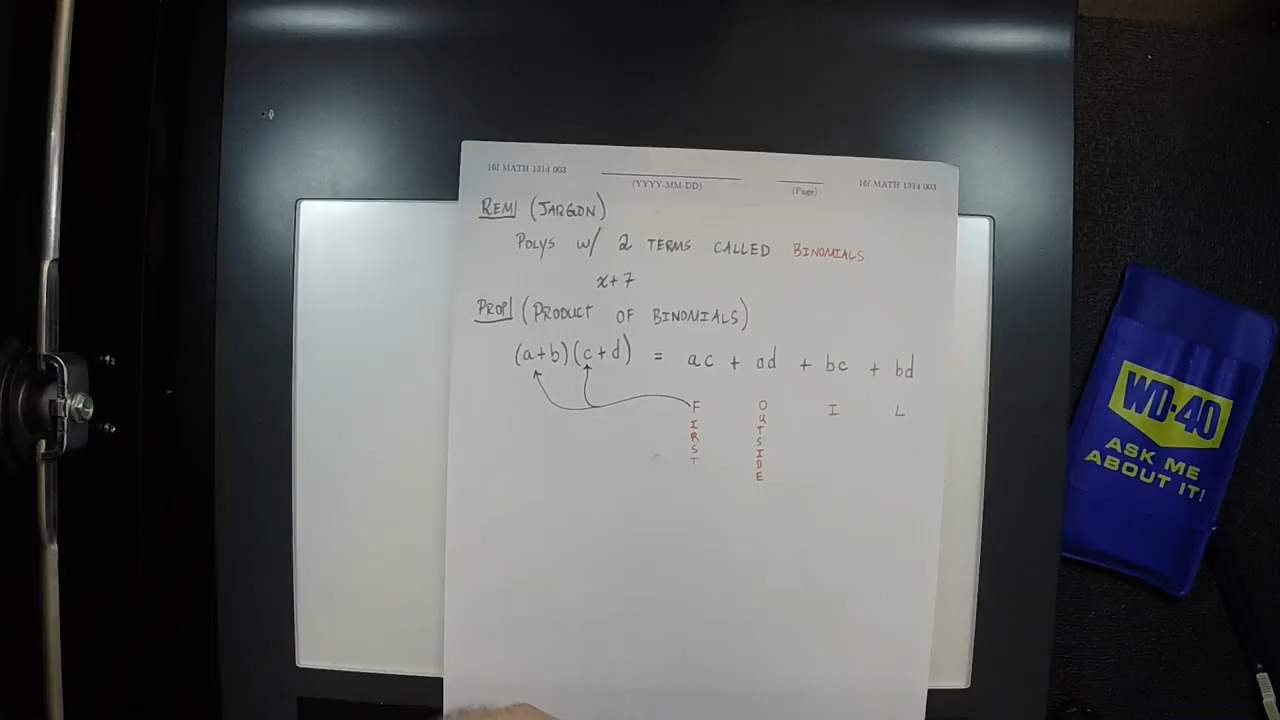 16f MATH 1314 003
(YYYY-MM-DD)
(Page)
16f MATH 1314 003
REM (JARGON)
POLYS W/ 2 TERMS CALLED BINOMIALS
x+7
PROP (PRODUCT OF BINOMIALS)
(a+b)(c+d) = ac + ad + bc + bd
FIRST OUTSIDE I L
WD-40
ASK ME
ABOUT IT!